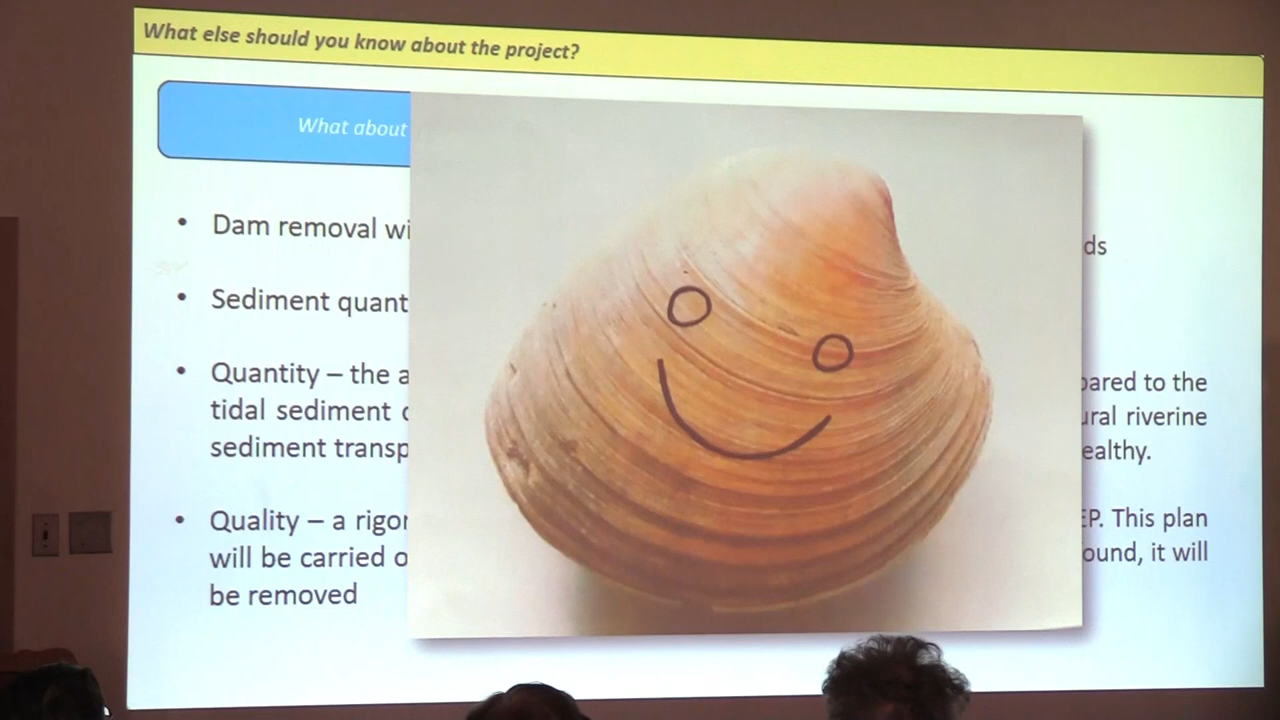 What else should you know about the project?
What about
• Dam removal wi
ds
• Sediment quant
• Quantity – the a
pared to the
tidal sediment
ural riverine
sediment transp
ealthy.
• Quality – a rigor
EP. This plan
will be carried o
ound, it will
be removed